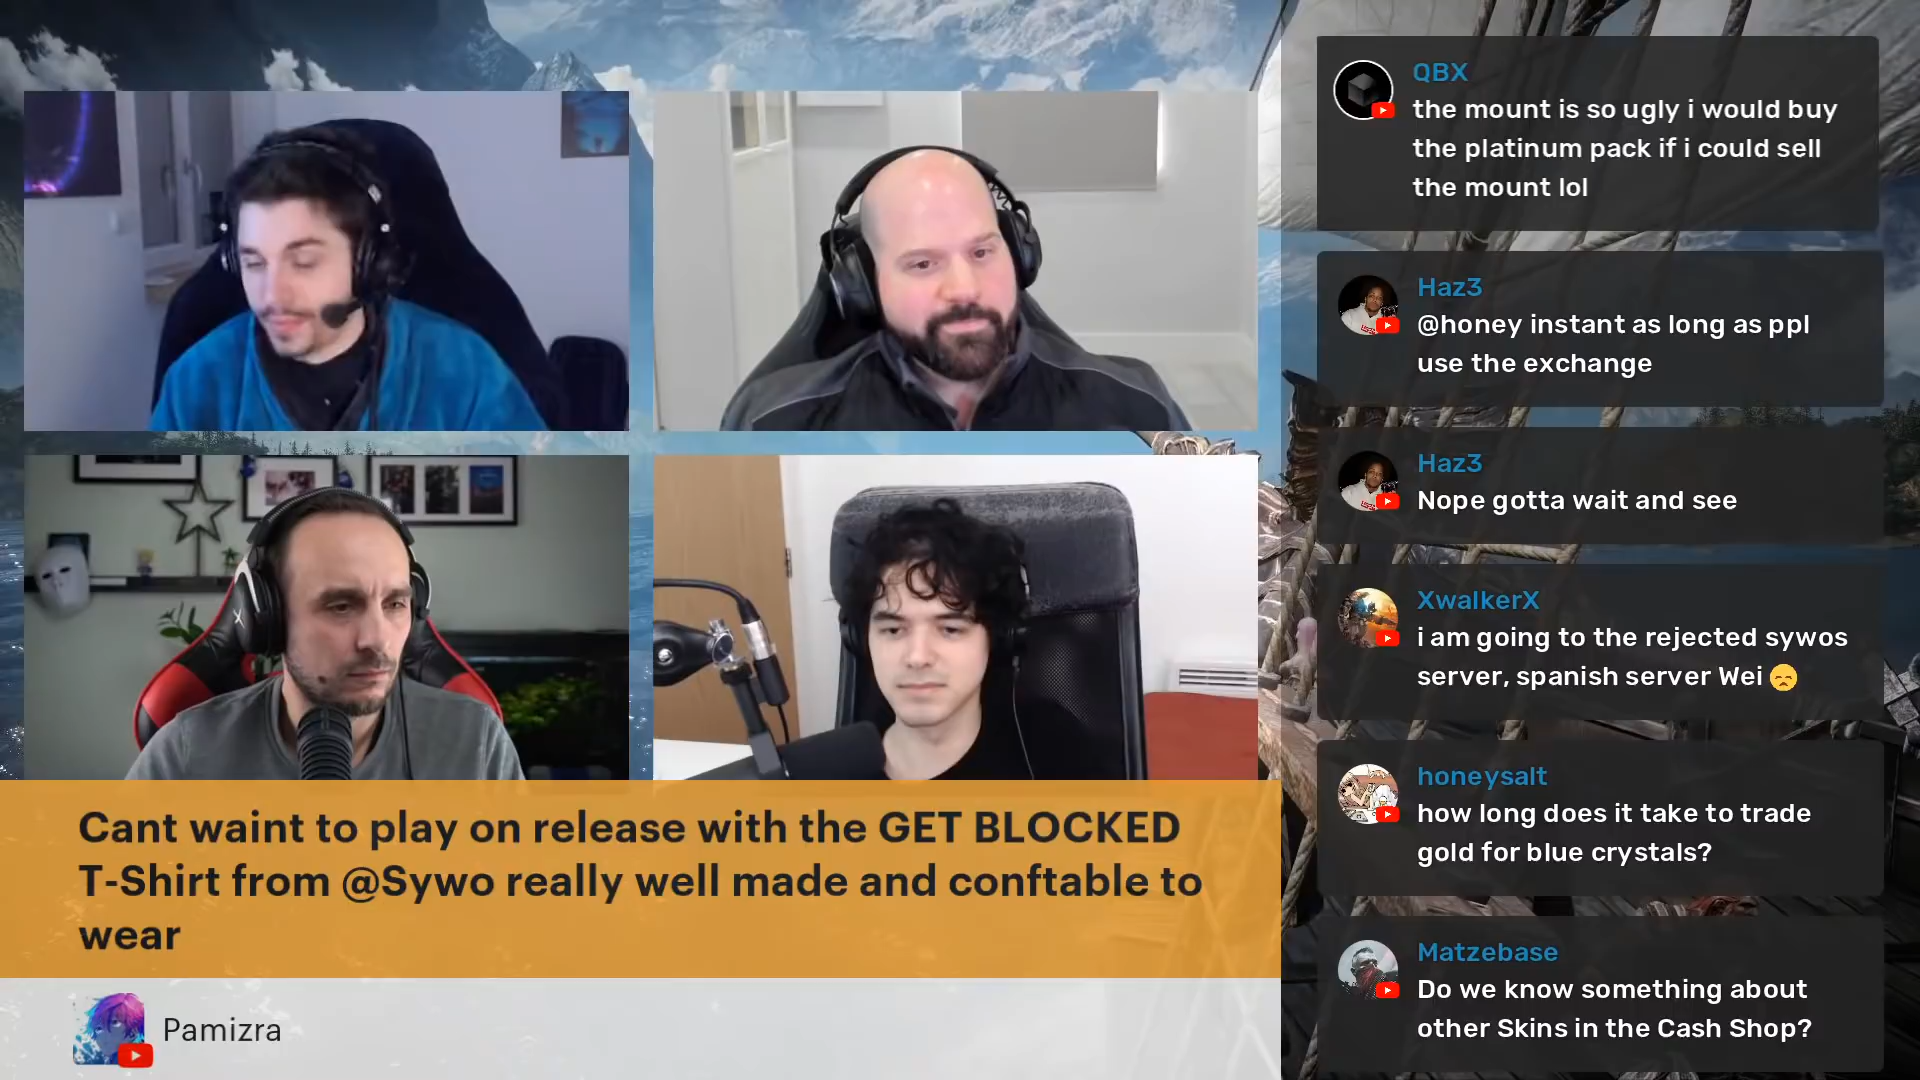 QBX
the mount is so ugly i would buy
the platinum pack if i could sell
the mount lol
Haz3
@honey instant as long as ppl
use the exchange
Haz3
Nope gotta wait and see
XwalkerX
i am going to the rejected sywos
server, spanish server Wei 😞
honeysalt
how long does it take to trade
gold for blue crystals?
Matzebase
Do we know something about
other Skins in the Cash Shop?
Cant waint to play on release with the GET BLOCKED
T-Shirt from @Sywo really well made and conftable to
wear
Pamizra